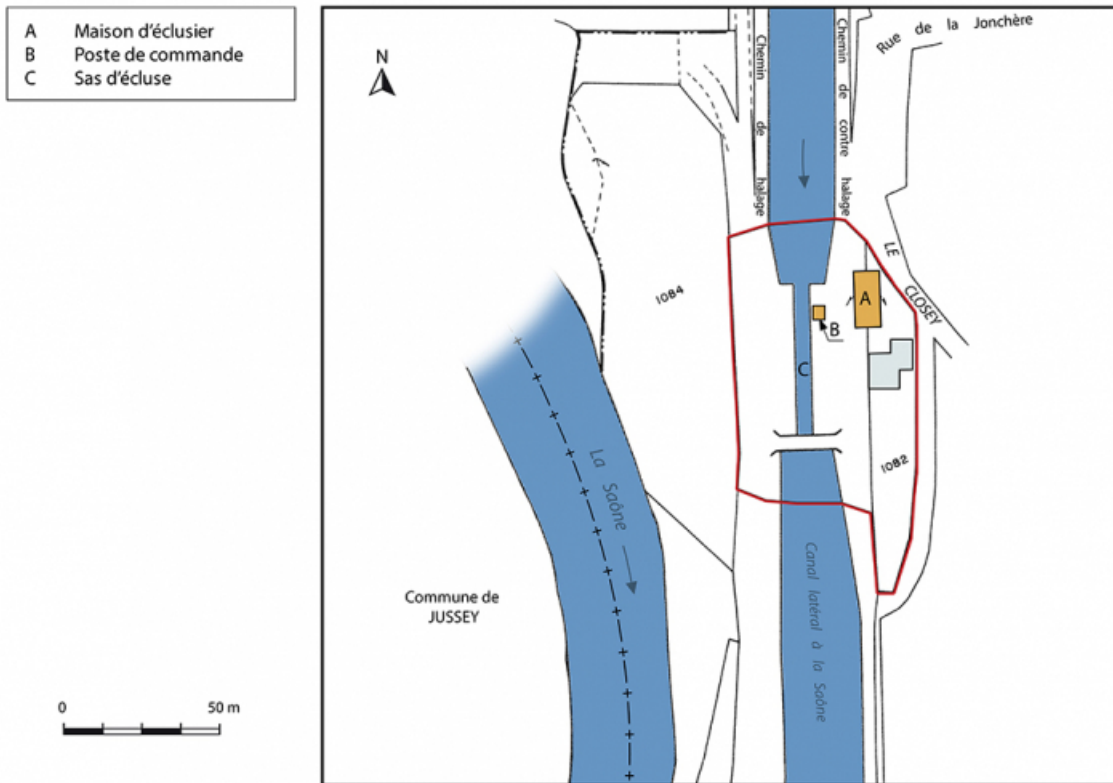 A Maison d'éclusier
B Poste de commande
C Sas d'écluse
N
Chemin de halage
Chemin de contre halage
Rue de la Jonchère
LE CLOSEY
1084
A
B
C
1082
La Saône
Canal latéral à la Saône
Commune de
JUSSEY
0 50 m